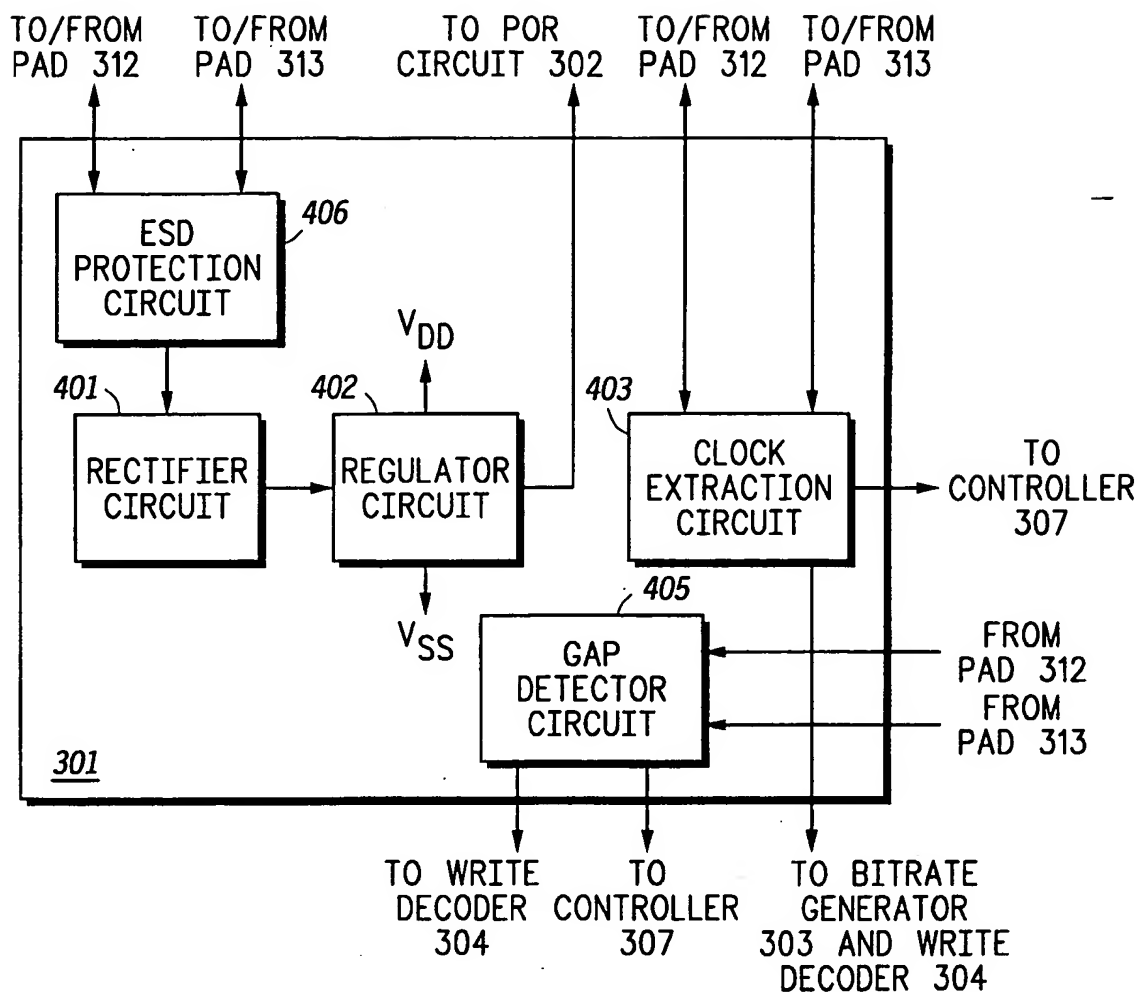 TO/FROM PAD 312
TO/FROM PAD 313
TO POR CIRCUIT 302
TO/FROM PAD 312
TO/FROM PAD 313
ESD
PROTECTION
CIRCUIT
406
VDD
401
RECTIFIER
CIRCUIT
402
REGULATOR
CIRCUIT
403
CLOCK
EXTRACTION
CIRCUIT
TO
CONTROLLER
307
VSS
405
GAP
DETECTOR
CIRCUIT
FROM
PAD 312
FROM
PAD 313
301
TO WRITE
DECODER
304
TO
CONTROLLER
307
TO BITRATE
GENERATOR
303 AND WRITE
DECODER 304